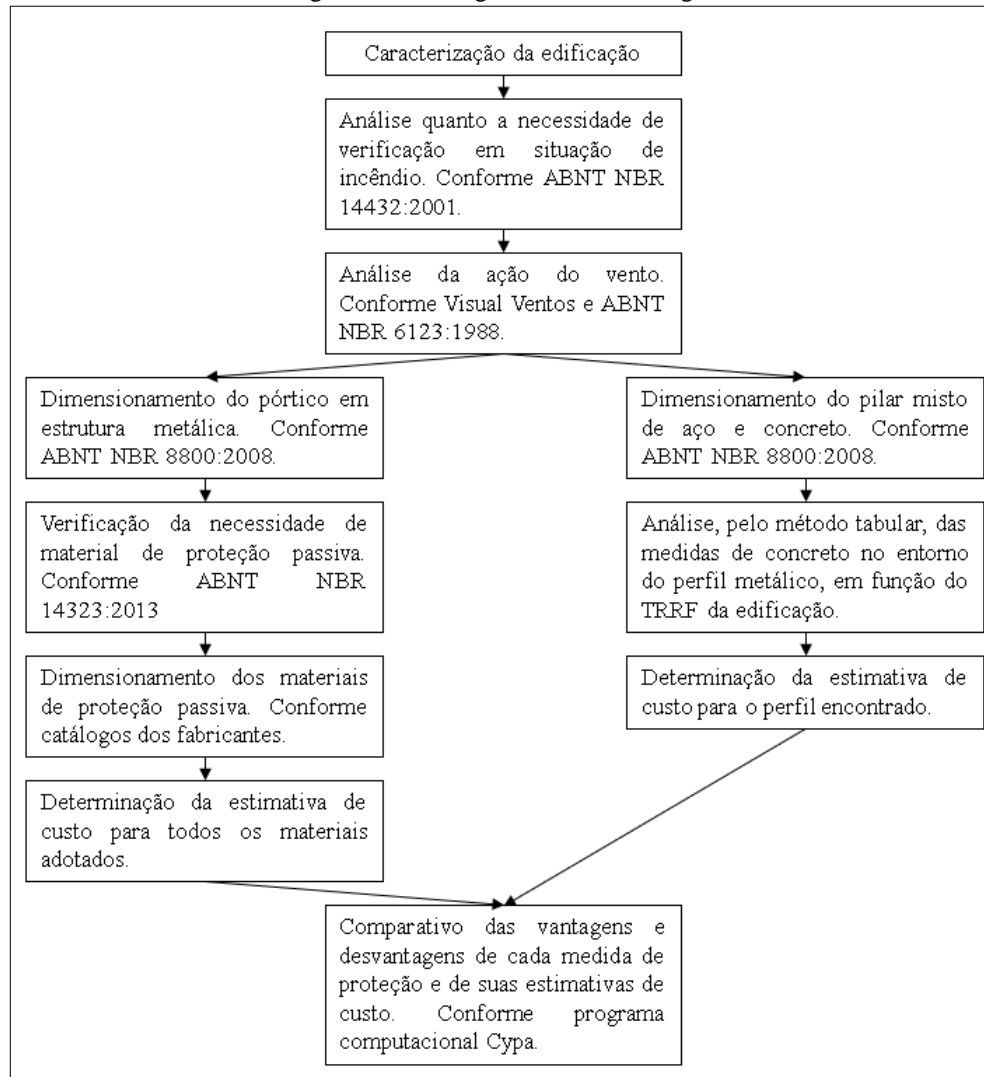 Caracterização da edificação
Análise quanto a necessidade de
verificação em situação de
incêndio. Conforme ABNT NBR
14432:2001.
Análise da ação do vento.
Conforme Visual Ventos e ABNT
NBR 6123:1988.
Dimensionamento do pórtico em
estrutura metálica. Conforme
ABNT NBR 8800:2008.
Verificação da necessidade de
material de proteção passiva.
Conforme ABNT NBR
14323:2013
Dimensionamento dos materiais
de proteção passiva. Conforme
catálogos dos fabricantes.
Determinação da estimativa de
custo para todos os materiais
adotados.
Dimensionamento do pilar misto
de aço e concreto. Conforme
ABNT NBR 8800:2008.
Análise, pelo método tabular, das
medidas de concreto no entorno
do perfil metálico, em função do
TRRF da edificação.
Determinação da estimativa de
custo para o perfil encontrado.
Comparativo das vantagens e
desvantagens de cada medida de
proteção e de suas estimativas de
custo. Conforme programa
computacional Cypa.